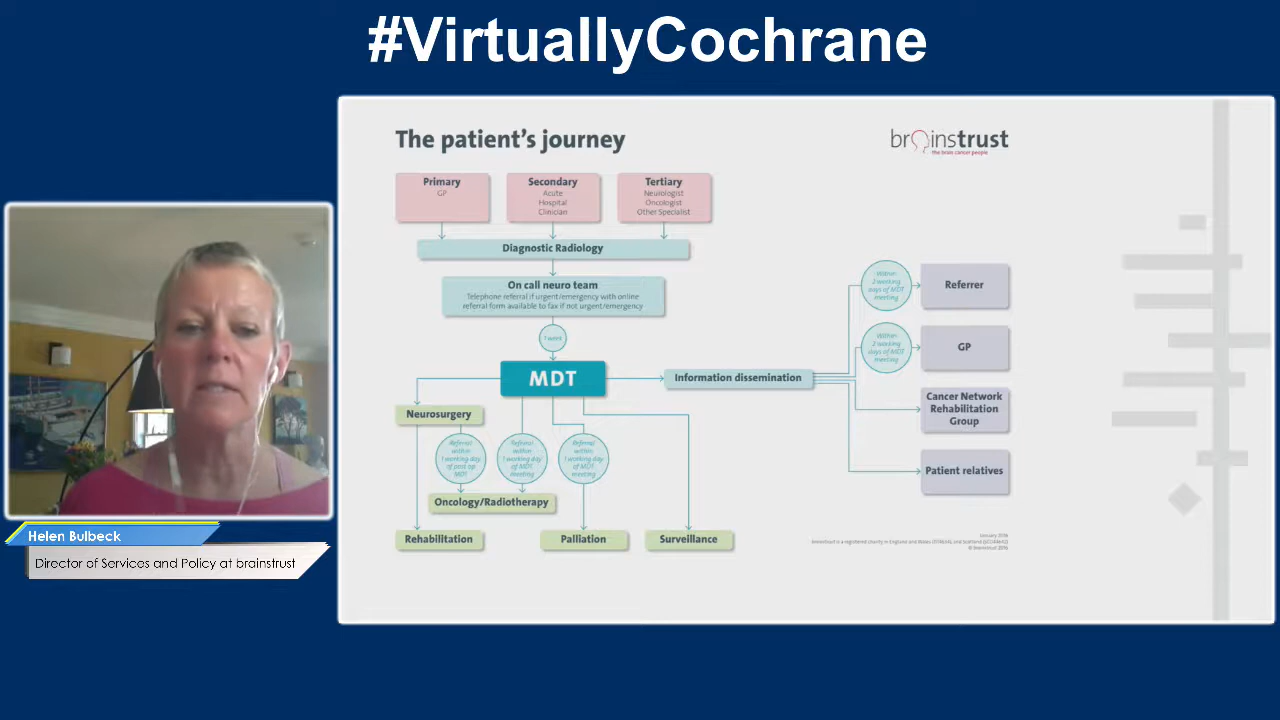 #VirtuallyCochrane
The patient's journey
brainstrust
the brain cancer people
Primary
GP
Secondary
Acute
Hospital
Clinician
Tertiary
Neurologist
Oncologist
Other Specialist
Diagnostic Radiology
On call neuro team
Telephone referral if urgent/emergency with online
referral form available to fax if not urgent/emergency
1 week
MDT
Information dissemination
Within
2 working
days of MDT
meeting
Referrer
Within
2 working
days of MDT
meeting
GP
Cancer Network
Rehabilitation
Group
Patient relatives
Neurosurgery
Referral
within
1 working day
of post op
MDT
Referral
within
1 working day
of MDT
meeting
Referral
within
1 working day
of MDT
meeting
Oncology/Radiotherapy
Rehabilitation
Palliation
Surveillance
Helen Bulbeck
Director of Services and Policy at brainstrust